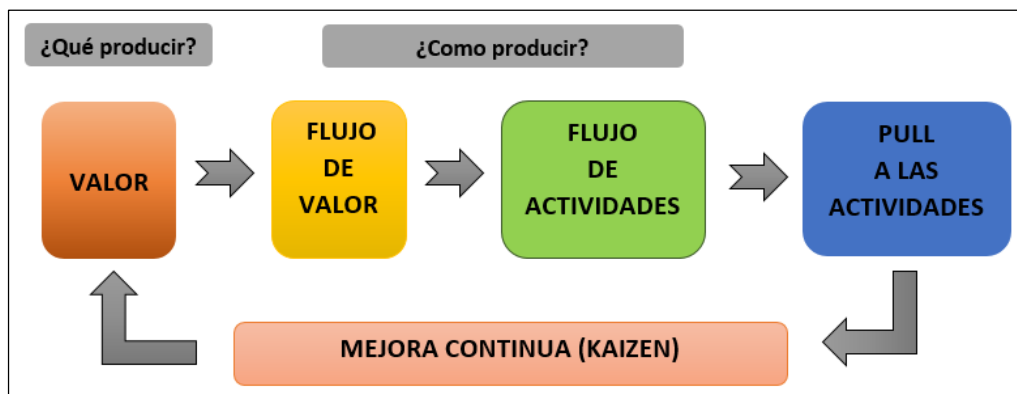 ¿Qué producir?
¿Como producir?
VALOR
FLUJO
DE
VALOR
FLUJO
DE
ACTIVIDADES
PULL
A LAS
ACTIVIDADES
MEJORA CONTINUA (KAIZEN)